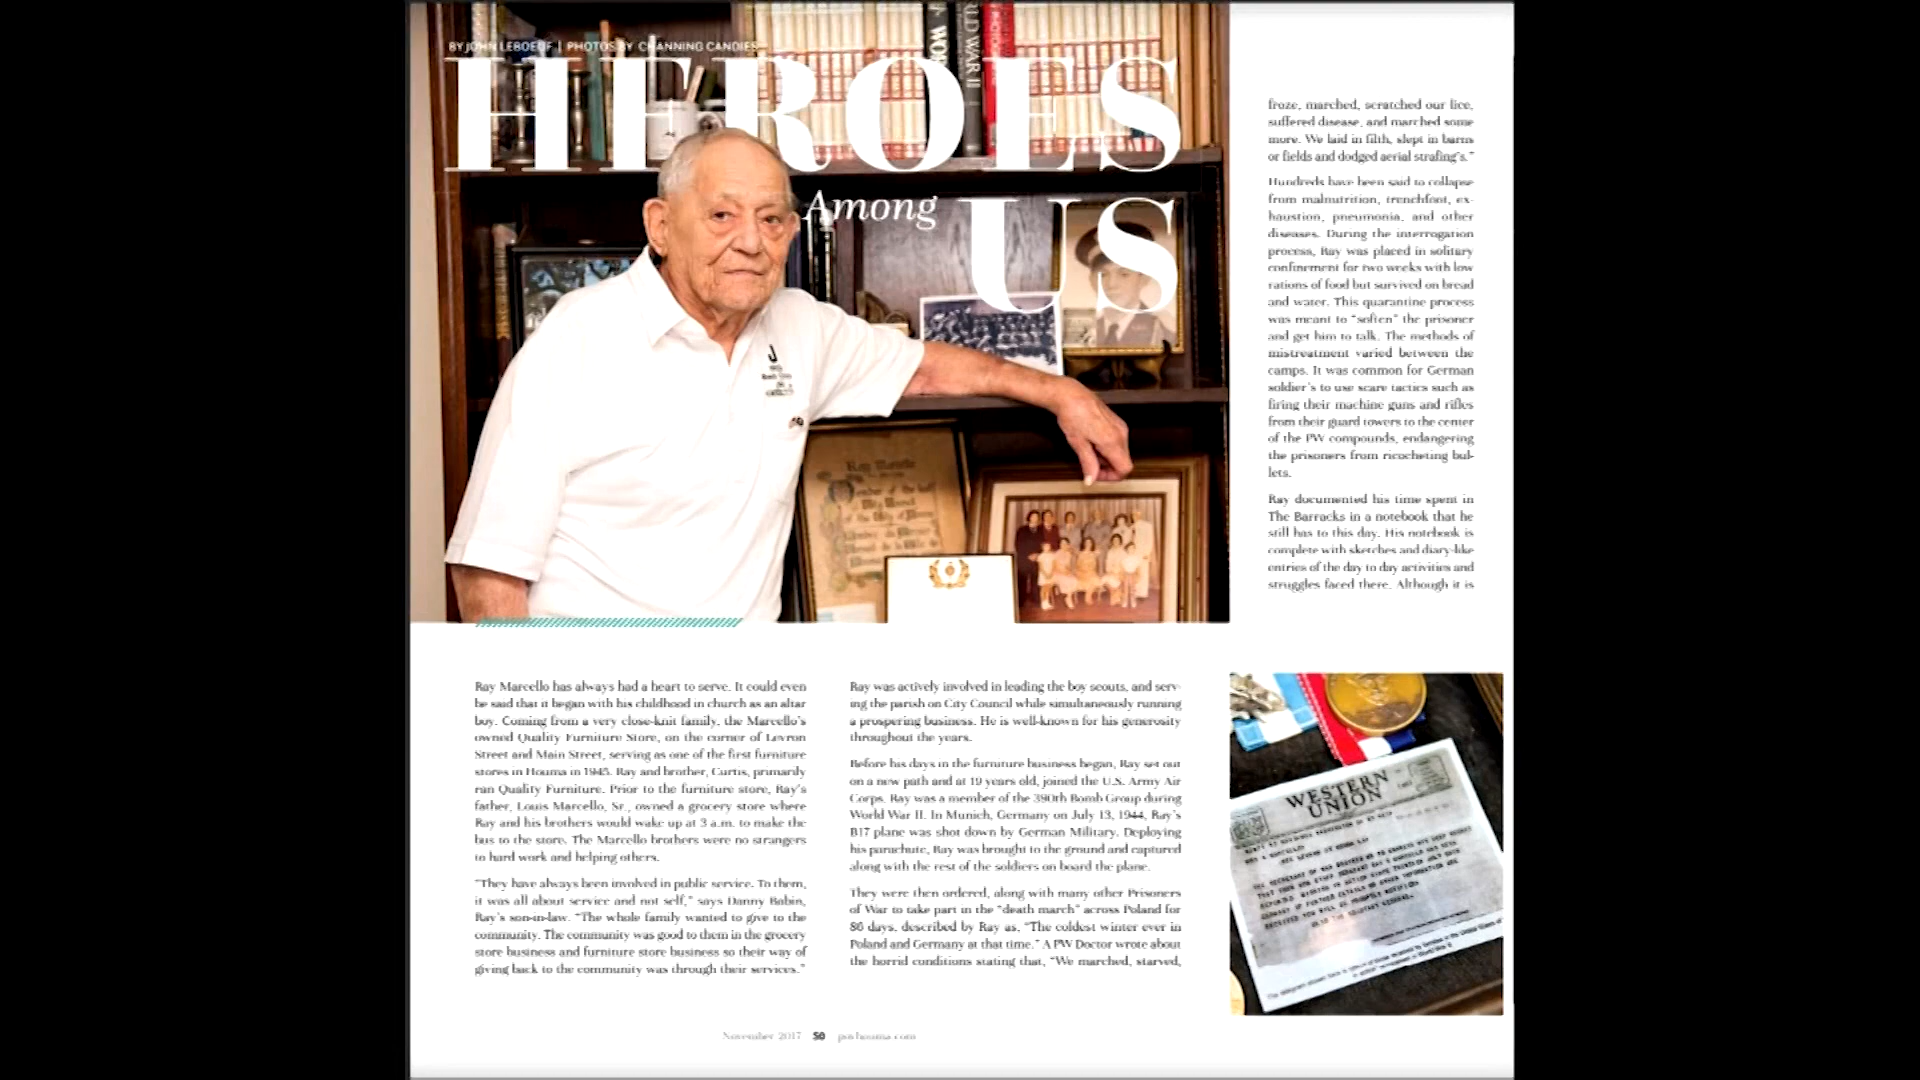 BY JOHN LEBOEUF | PHOTOS BY CHANNING CANDIES
HEROES
Among
US
WORLD WAR II
Ray Marcello has always had a heart to serve. It could even
be said that it began with his childhood in church as an altar
boy. Coming from a very close-knit family, the Marcello's
owned Quality Furniture Store, on the corner of Levron
Street and Main Street, serving as one of the first furniture
stores in Houma in 1945. Ray and brother, Curtis, primarily
ran Quality Furniture. Prior to the furniture store, Ray's
father, Louis Marcello, Sr., owned a grocery store where
Ray and his brothers would wake up at 3 a.m. to make the
bus to the store. The Marcello brothers were no strangers
to hard work and helping others.
"They have always been involved in public service. To them,
it was all about service and not self," says Danny Babin,
Ray's son-in-law. "The whole family wanted to give to the
community. The community was good to them in the grocery
store business and furniture store business so their way of
giving back to the community was through their services."
Ray was actively involved in leading the boy scouts, and serv-
ing the parish on City Council while simultaneously running
a prospering business. He is well-known for his generosity
throughout the years.
Before his days in the furniture business began, Ray set out
on a new path and at 19 years old, joined the U.S. Army Air
Corps. Ray was a member of the 390th Bomb Group during
World War II. In Munich, Germany on July 13, 1944, Ray's
B17 plane was shot down by German Military. Deploying
his parachute, Ray was brought to the ground and captured
along with the rest of the soldiers on board the plane.
They were then ordered, along with many other Prisoners
of War to take part in the "death march" across Poland for
86 days, described by Ray as, "The coldest winter ever in
Poland and Germany at that time." A PW Doctor wrote about
the horrid conditions stating that, "We marched, starved,
froze, marched, scratched our lice,
suffered disease, and marched some
more. We laid in filth, slept in barns
or fields and dodged aerial strafing's."
Hundreds have been said to collapse
from malnutrition, trenchfoot, ex-
haustion, pneumonia, and other
diseases. During the interrogation
process, Ray was placed in solitary
confinement for two weeks with low
rations of food but survived on bread
and water. This quarantine process
was meant to "soften" the prisoner
and get him to talk. The methods of
mistreatment varied between the
camps. It was common for German
soldier's to use scare tactics such as
firing their machine guns and rifles
from their guard towers to the center
of the PW compounds, endangering
the prisoners from ricocheting bul-
lets.
Ray documented his time spent in
The Barracks in a notebook that he
still has to this day. His notebook is
complete with sketches and diary-like
entries of the day to day activities and
struggles faced there. Although it is
WESTERN
UNION
November 2017 50 povhouma.com